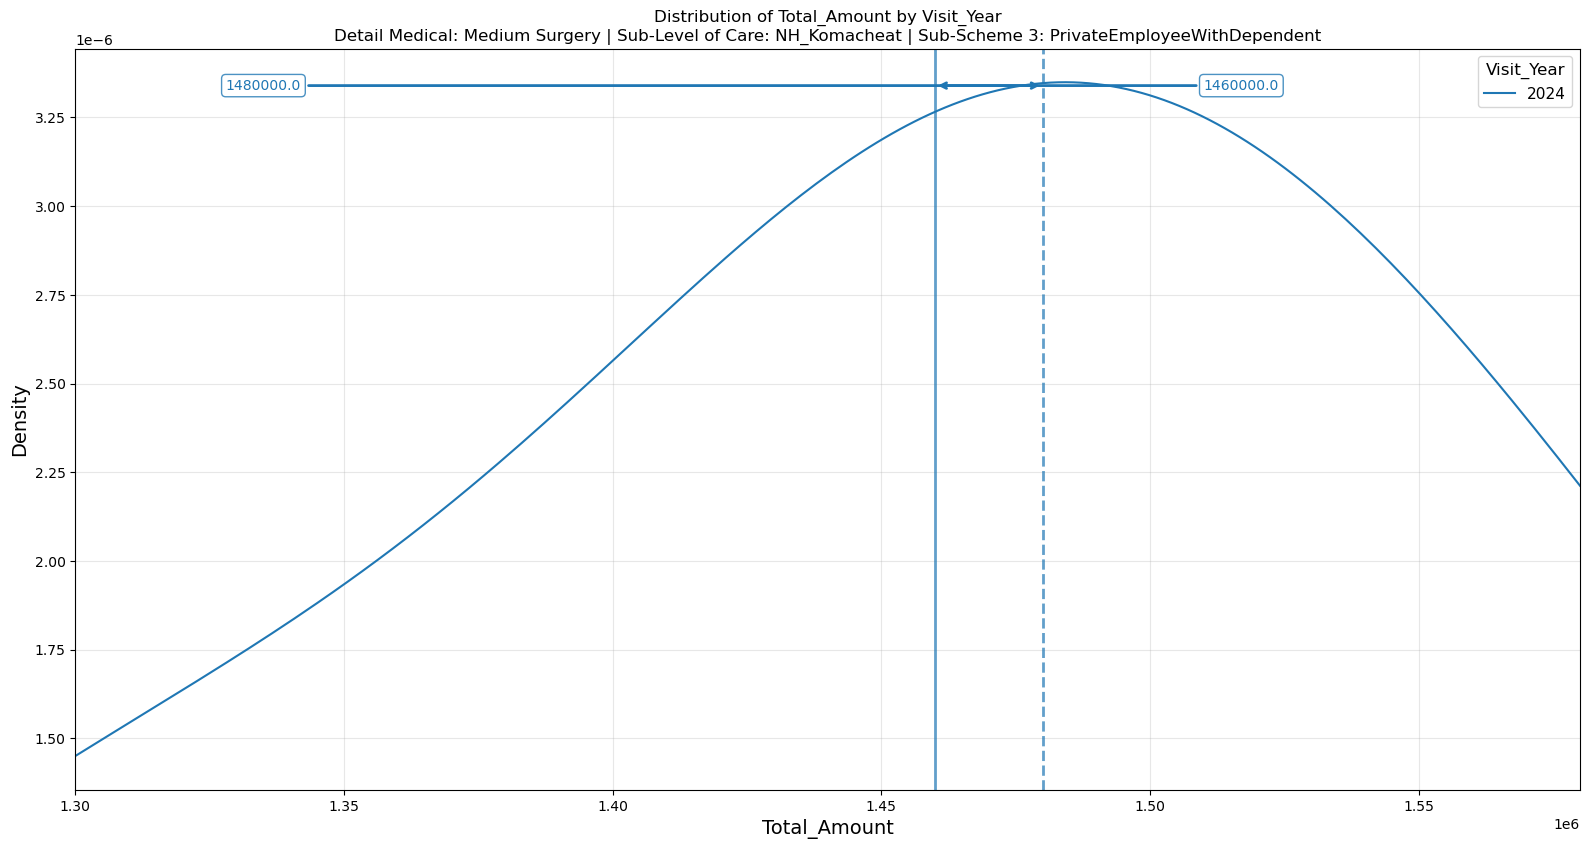 Distribution of Total_Amount by Visit_Year
Detail Medical: Medium Surgery | Sub-Level of Care: NH_Komacheat | Sub-Scheme 3: PrivateEmployeeWithDependent
1e−6
1480000.0
1460000.0
Visit_Year
2024
3.25
3.00
2.75
2.50
2.25
2.00
1.75
1.50
Density
1.30
1.35
1.40
1.45
1.50
1.55
1e6
Total_Amount